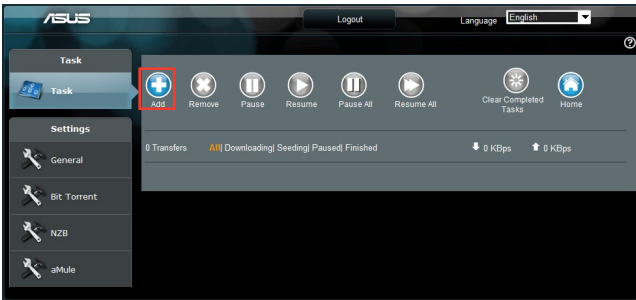 ASUS Logout Language English
?
Task
Task
Add Remove Pause Resume Pause All Resume All Clear Completed Tasks Home
0 Transfers All| Downloading| Seeding| Paused| Finished 0 KBps 0 KBps
Settings
General
Bit Torrent
NZB
aMule